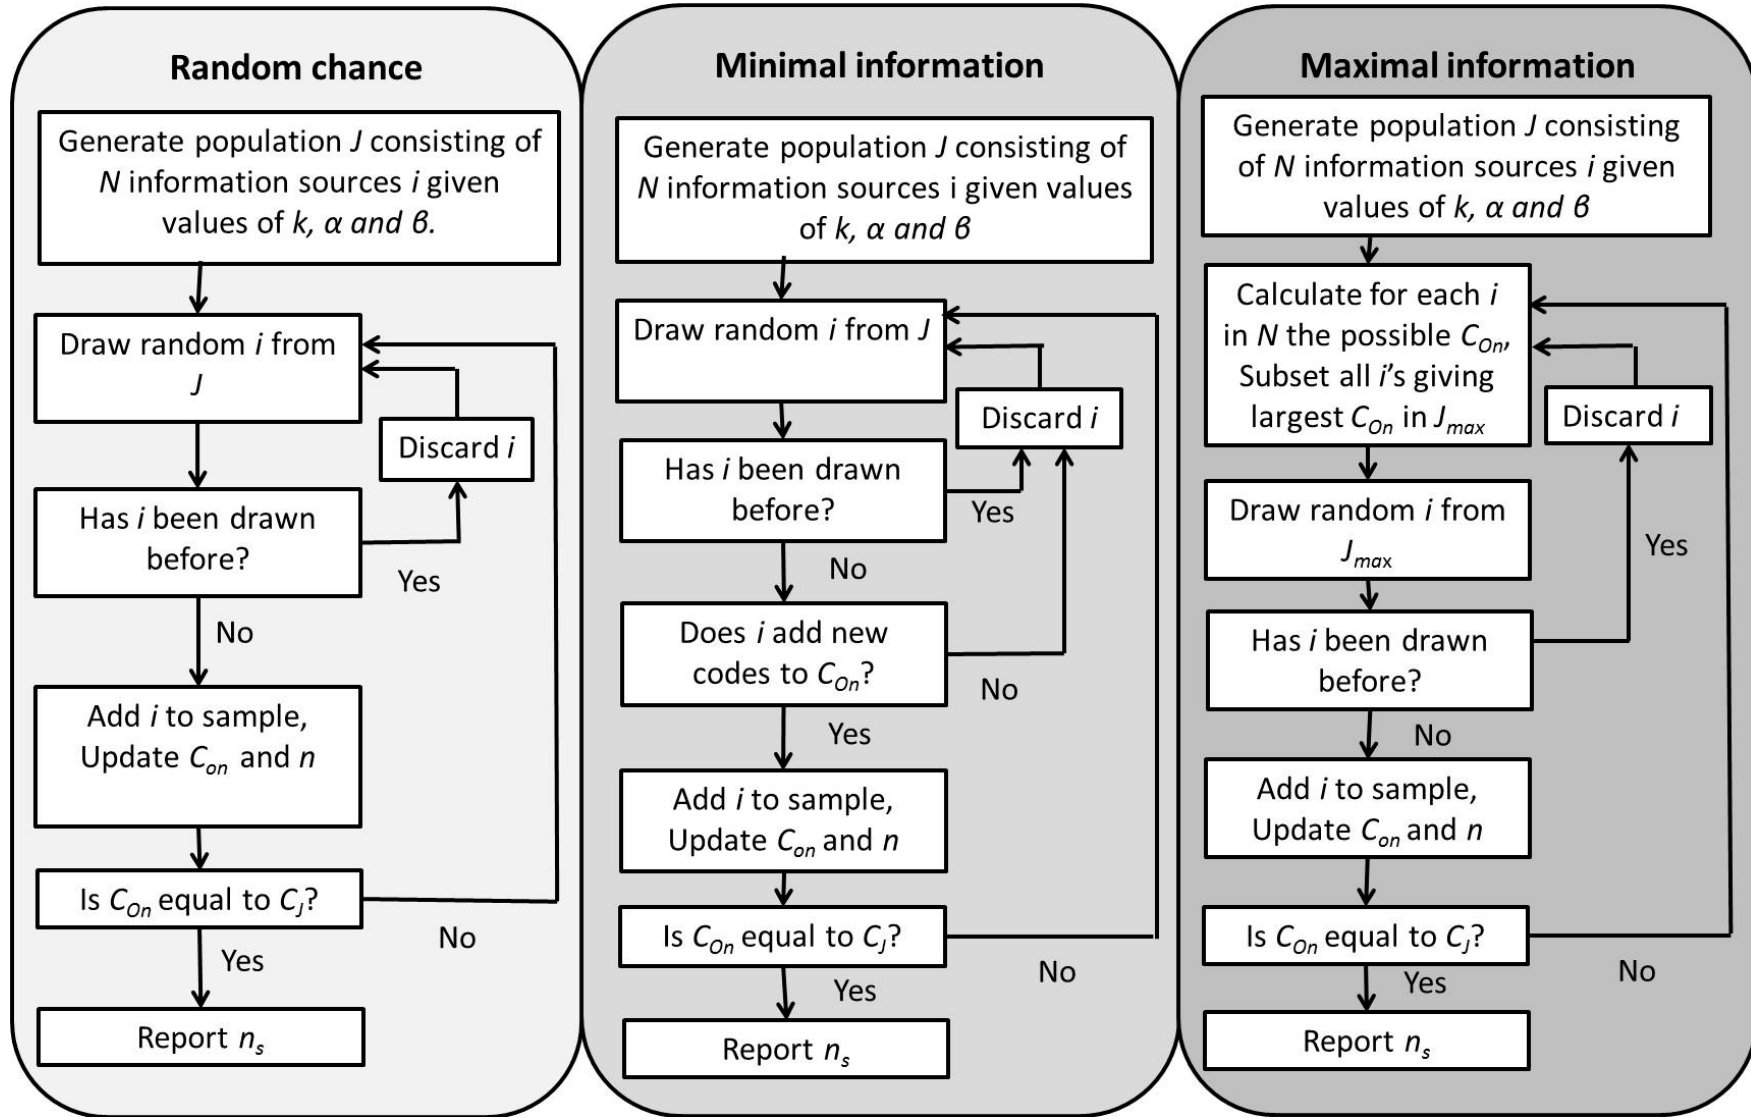 Random chance
Generate population J consisting of
N information sources i given
values of k, α and β.
Draw random i from
J
Discard i
Has i been drawn
before?
Yes
No
Add i to sample,
Update Con and n
Is COn equal to CJ?
No
Yes
Report ns
Minimal information
Generate population J consisting of
N information sources i given values
of k, α and β
Draw random i from J
Discard i
Has i been drawn
before?
Yes
No
Does i add new
codes to COn?
No
Yes
Add i to sample,
Update Con and n
Is COn equal to CJ?
No
Yes
Report ns
Maximal information
Generate population J consisting
of N information sources i given
values of k, α and β
Calculate for each i
in N the possible COn,
Subset all i's giving
largest COn in Jmax
Discard i
Draw random i from
Jmax
Yes
Has i been drawn
before?
No
Add i to sample,
Update Con and n
Is COn equal to CJ?
No
Yes
Report ns